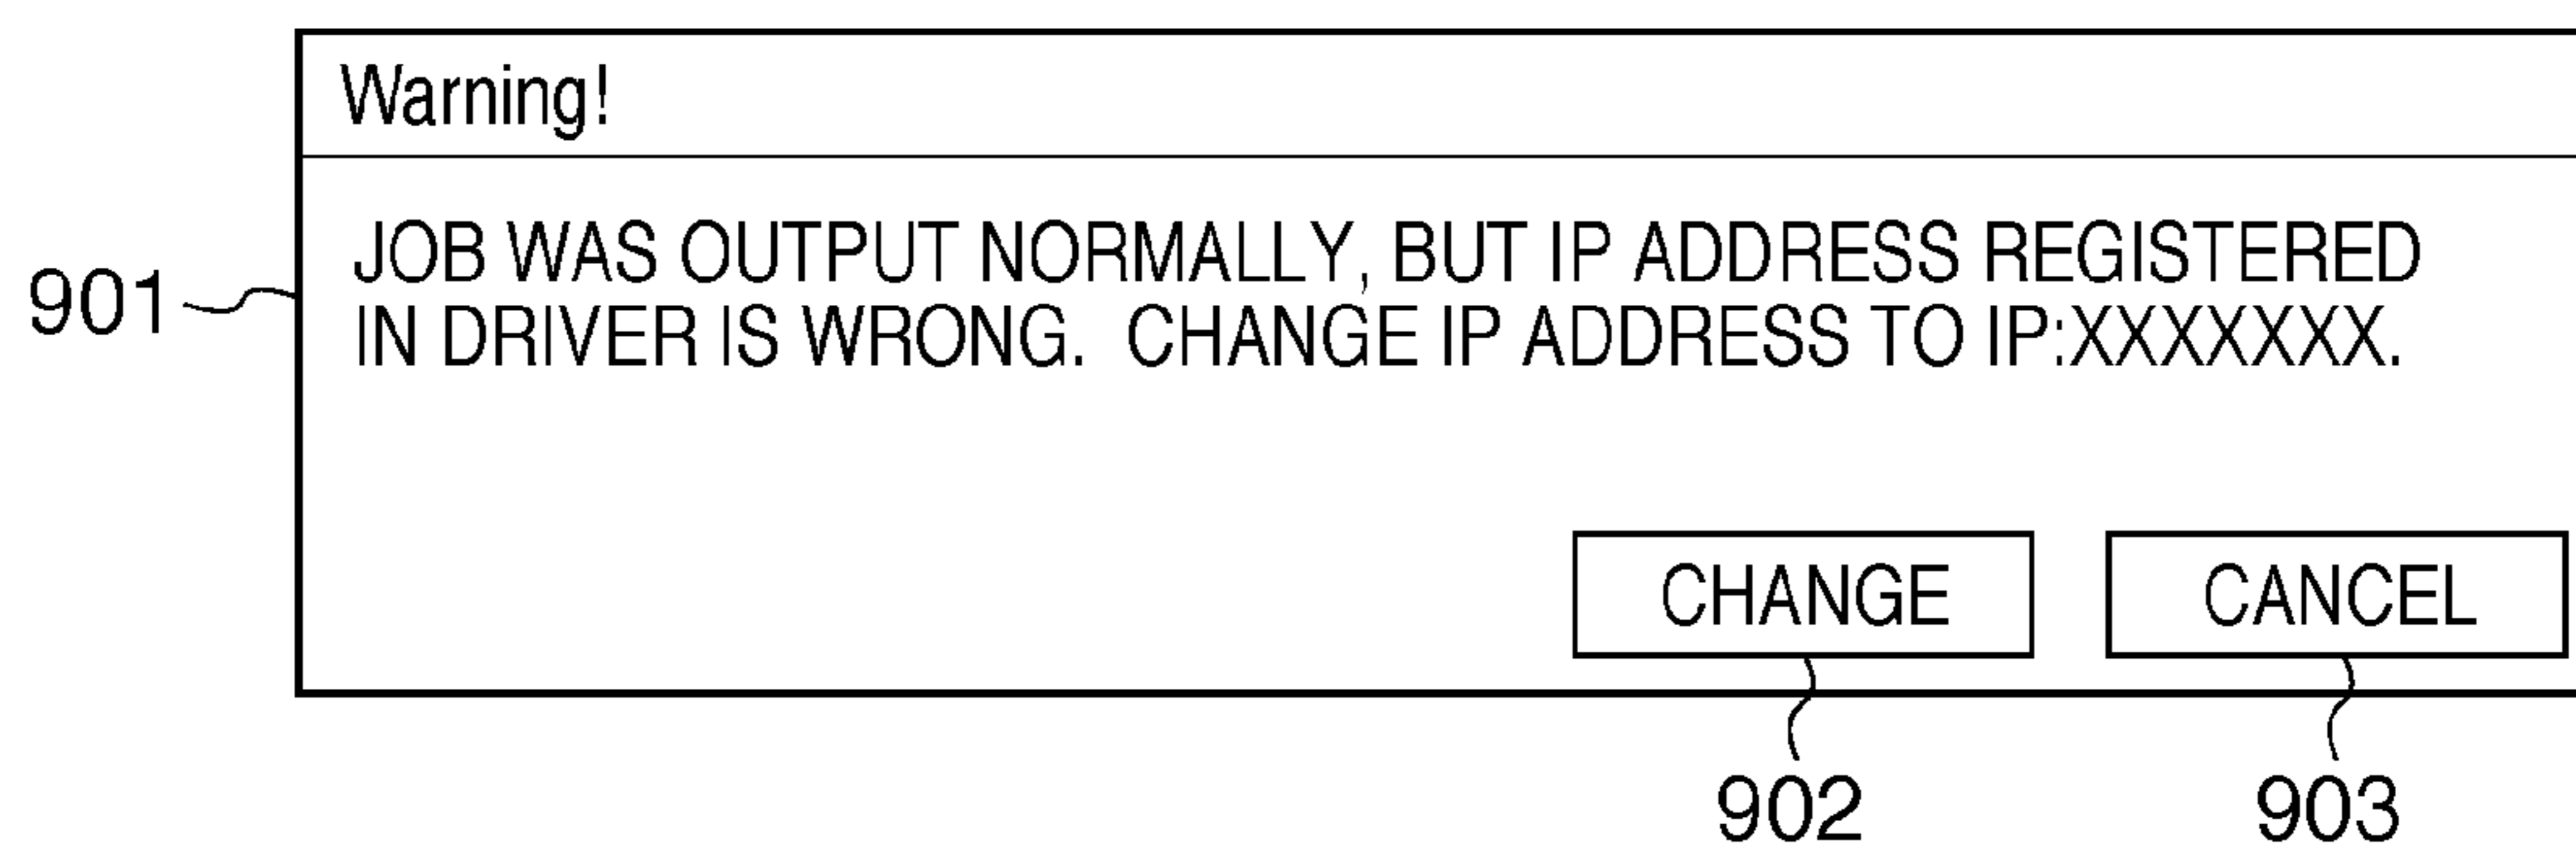 Warning!
JOB WAS OUTPUT NORMALLY, BUT IP ADDRESS REGISTERED
901
IN DRIVER IS WRONG. CHANGE IP ADDRESS TO IP:XXXXXXX.
CHANGE CANCEL
902 903